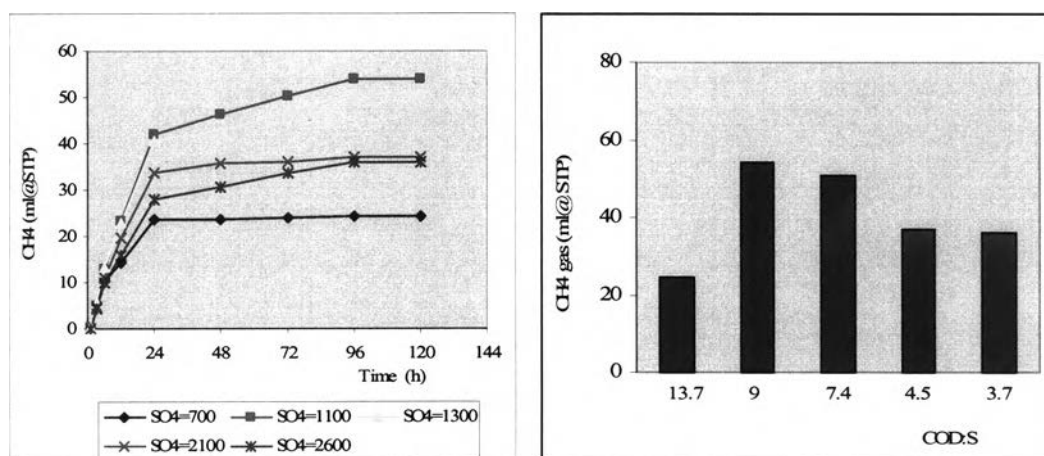 60
50
40
30
20
10
0
CH4 (ml@STP)
0 24 48 72 96 120 144
Time (h)
SO4=700 SO4=1100 SO4=1300
SO4=2100 SO4=2600
80
60
40
20
0
CH4 gas (ml@STP)
13.7 9 7.4 4.5 3.7
COD:S